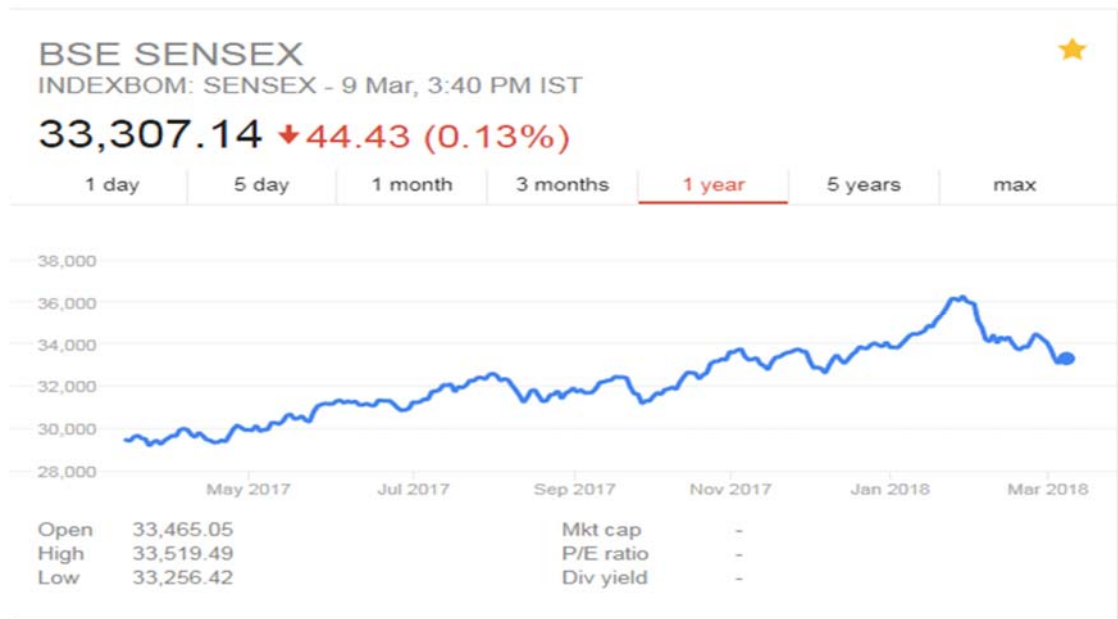 BSE SENSEX
INDEXBOM: SENSEX - 9 Mar, 3:40 PM IST
33,307.14 44.43 (0.13%)
1 day 5 day 1 month 3 months 1 year 5 years max
38,000
36,000
34,000
32,000
30,000
28,000
May 2017 Jul 2017 Sep 2017 Nov 2017 Jan 2018 Mar 2018
Open 33,465.05 Mkt cap -
High 33,519.49 P/E ratio -
Low 33,256.42 Div yield -